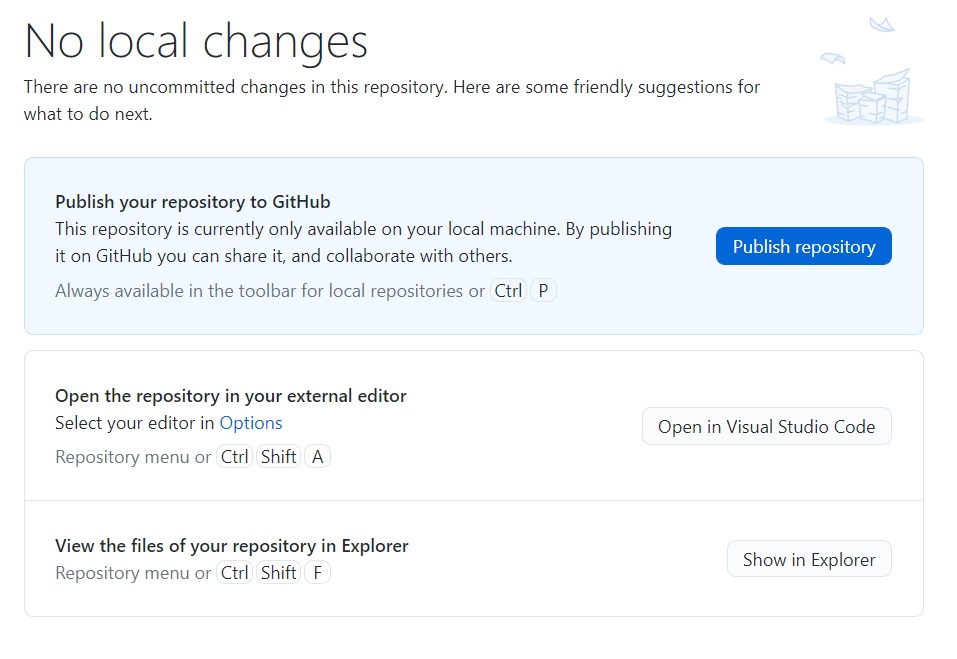 No local changes
There are no uncommitted changes in this repository. Here are some friendly suggestions for
what to do next.
Publish your repository to GitHub
This repository is currently only available on your local machine. By publishing
it on GitHub you can share it, and collaborate with others.
Always available in the toolbar for local repositories or Ctrl P
Publish repository
Open the repository in your external editor
Select your editor in Options
Repository menu or Ctrl Shift A
Open in Visual Studio Code
View the files of your repository in Explorer
Repository menu or Ctrl Shift F
Show in Explorer